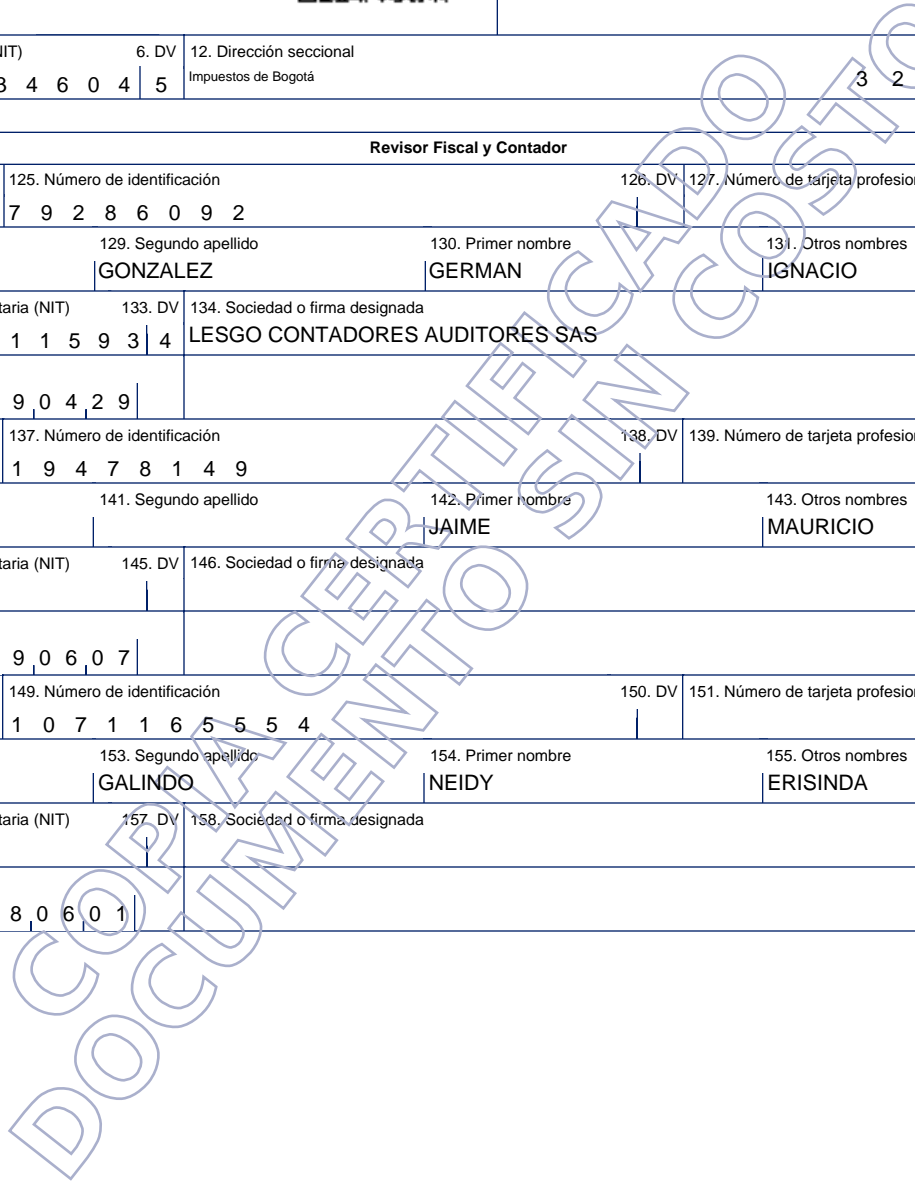 NIT) 6. DV 12. Dirección seccional
3 4 6 0 4 5 Impuestos de Bogotá 3 2
Revisor Fiscal y Contador
125. Número de identificación 126. DV 127. Número de tarjeta profesion
7 9 2 8 6 0 9 2
129. Segundo apellido 130. Primer nombre 131. Otros nombres
GONZALEZ GERMAN IGNACIO
taria (NIT) 133. DV 134. Sociedad o firma designada
1 1 5 9 3 4 LESGO CONTADORES AUDITORES SAS
9 0 4 2 9
137. Número de identificación 138. DV 139. Número de tarjeta profesion
1 9 4 7 8 1 4 9
141. Segundo apellido 142. Primer nombre 143. Otros nombres
JAIME MAURICIO
taria (NIT) 145. DV 146. Sociedad o firma designada
9 0 6 0 7
149. Número de identificación 150. DV 151. Número de tarjeta profesion
1 0 7 1 1 6 5 5 5 4
153. Segundo apellido 154. Primer nombre 155. Otros nombres
GALINDO NEIDY ERISINDA
taria (NIT) 157. DV 158. Sociedad o firma designada
8 0 6 0 1
COPIA CERTIFICADO
DOCUMENTO SIN COSTO